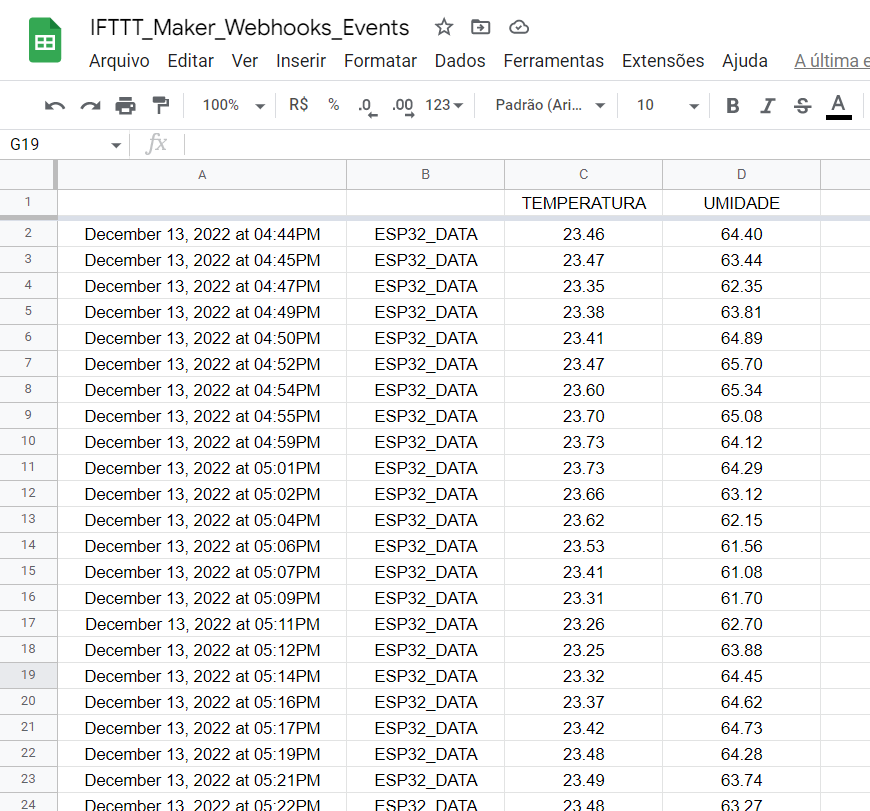 IFTTT_Maker_Webhooks_Events
Arquivo Editar Ver Inserir Formatar Dados Ferramentas Extensões Ajuda A última e
100% R$ % .0 .00 123 Padrão (Ari... 10 B I S A
G19 fx
A B C D
1 TEMPERATURA UMIDADE
2 December 13, 2022 at 04:44PM ESP32_DATA 23.46 64.40
3 December 13, 2022 at 04:45PM ESP32_DATA 23.47 63.44
4 December 13, 2022 at 04:47PM ESP32_DATA 23.35 62.35
5 December 13, 2022 at 04:49PM ESP32_DATA 23.38 63.81
6 December 13, 2022 at 04:50PM ESP32_DATA 23.41 64.89
7 December 13, 2022 at 04:52PM ESP32_DATA 23.47 65.70
8 December 13, 2022 at 04:54PM ESP32_DATA 23.60 65.34
9 December 13, 2022 at 04:55PM ESP32_DATA 23.70 65.08
10 December 13, 2022 at 04:59PM ESP32_DATA 23.73 64.12
11 December 13, 2022 at 05:01PM ESP32_DATA 23.73 64.29
12 December 13, 2022 at 05:02PM ESP32_DATA 23.66 63.12
13 December 13, 2022 at 05:04PM ESP32_DATA 23.62 62.15
14 December 13, 2022 at 05:06PM ESP32_DATA 23.53 61.56
15 December 13, 2022 at 05:07PM ESP32_DATA 23.41 61.08
16 December 13, 2022 at 05:09PM ESP32_DATA 23.31 61.70
17 December 13, 2022 at 05:11PM ESP32_DATA 23.26 62.70
18 December 13, 2022 at 05:12PM ESP32_DATA 23.25 63.88
19 December 13, 2022 at 05:14PM ESP32_DATA 23.32 64.45
20 December 13, 2022 at 05:16PM ESP32_DATA 23.37 64.62
21 December 13, 2022 at 05:17PM ESP32_DATA 23.42 64.73
22 December 13, 2022 at 05:19PM ESP32_DATA 23.48 64.28
23 December 13, 2022 at 05:21PM ESP32_DATA 23.49 63.74
24 December 13, 2022 at 05:22PM ESP32_DATA 23.48 63.27